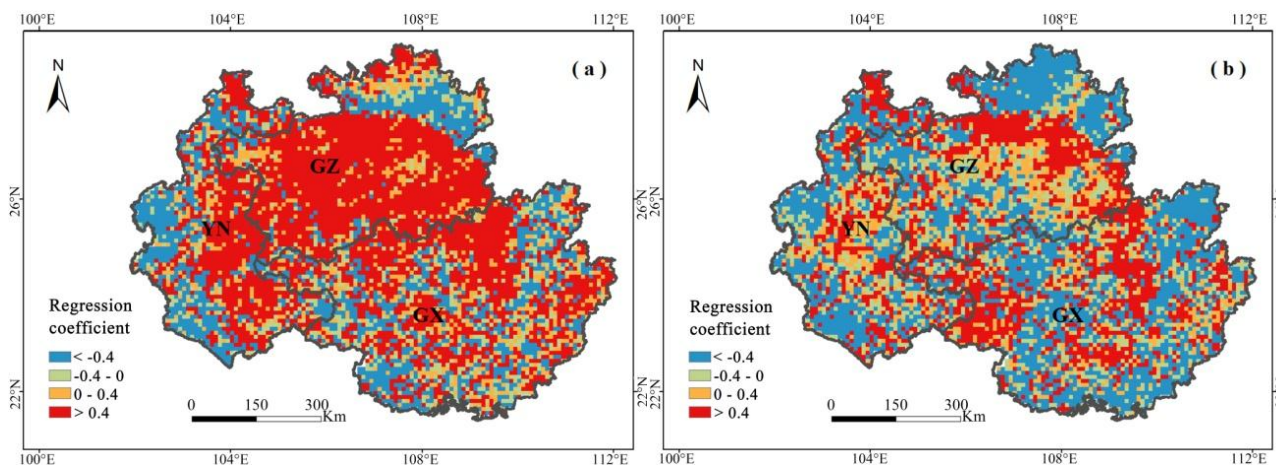 100°E 104°E 108°E 112°E
N
( a )
GZ
26°N
YN
GX
Regression
coefficient
< -0.4
-0.4 - 0
0 - 0.4
> 0.4
0 150 300
Km
22°N
100°E 104°E 108°E 112°E
100°E 104°E 108°E 112°E
N
( b )
GZ
26°N
YN
GX
Regression
coefficient
< -0.4
-0.4 - 0
0 - 0.4
> 0.4
0 150 300
Km
22°N
100°E 104°E 108°E 112°E